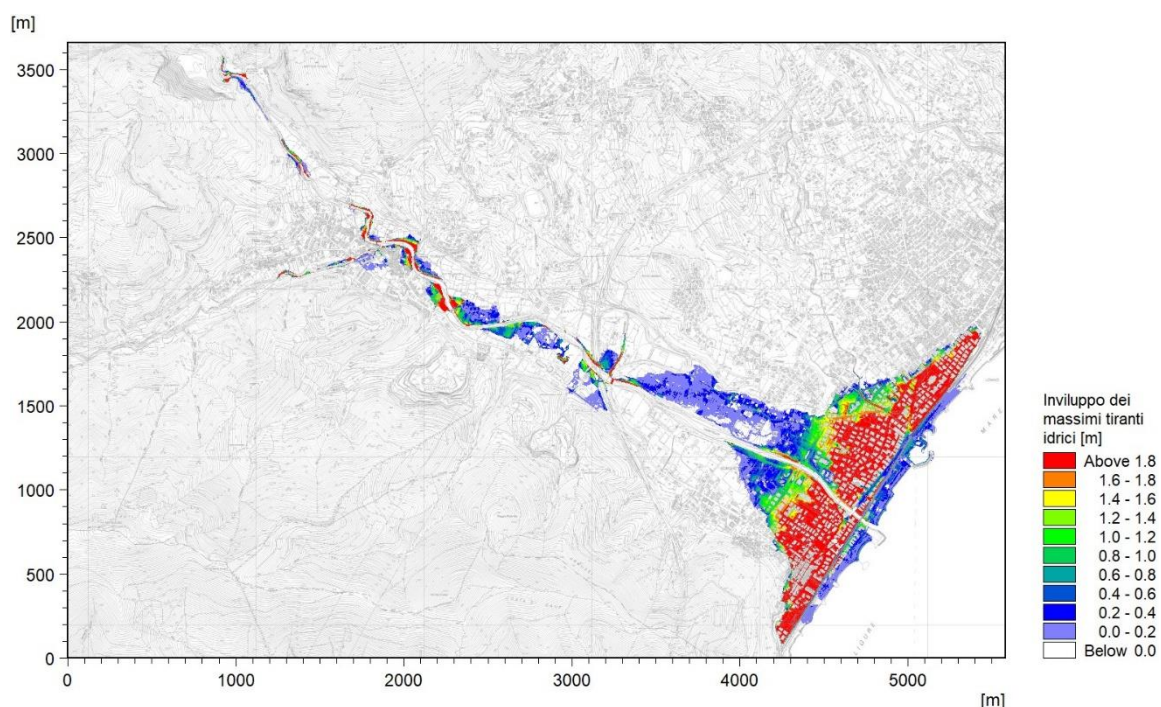 [m]
3500
3000
2500
2000
1500
1000
500
0
0
1000
2000
3000
4000
5000
[m]
Inviluppo dei
massimi tiranti
idrici [m]
Above 1.8
1.6 - 1.8
1.4 - 1.6
1.2 - 1.4
1.0 - 1.2
0.8 - 1.0
0.6 - 0.8
0.4 - 0.6
0.2 - 0.4
0.0 - 0.2
Below 0.0
MARE
LIGURE